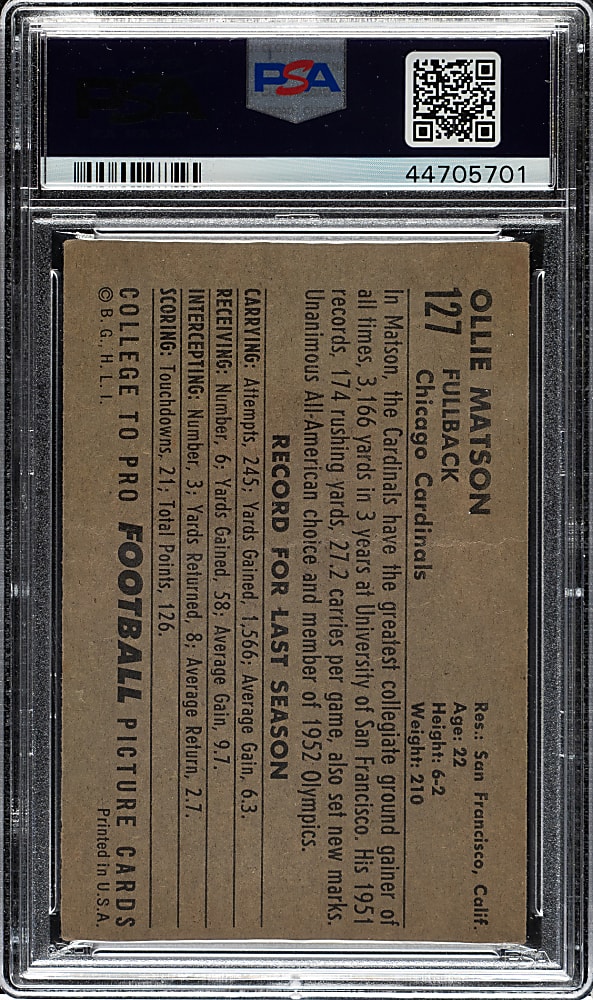 PSA
44705701
OLLIE MATSON
127 FULLBACK
Chicago Cardinals
Res.: San Francisco, Calif.
Age: 22
Height: 6-2
Weight: 210
In Matson, the Cardinals have the greatest collegiate ground gainer of
all times, 3,166 yards in 3 years at University of San Francisco. His 1951
records, 174 rushing yards, 27.2 carries per game, also set new marks.
Unanimous All-American choice and member of 1952 Olympics.
RECORD FOR LAST SEASON
CARRYING: Attempts, 245; Yards Gained, 1,566; Average Gain, 6.3.
RECEIVING: Number, 6; Yards Gained, 58; Average Gain, 9.7.
INTERCEPTING: Number, 3; Yards Returned, 8; Average Return, 2.7.
SCORING: Touchdowns, 21; Total Points, 126.
COLLEGE TO PRO FOOTBALL PICTURE CARDS
© B. G., H. L. I.
Printed in U.S.A.